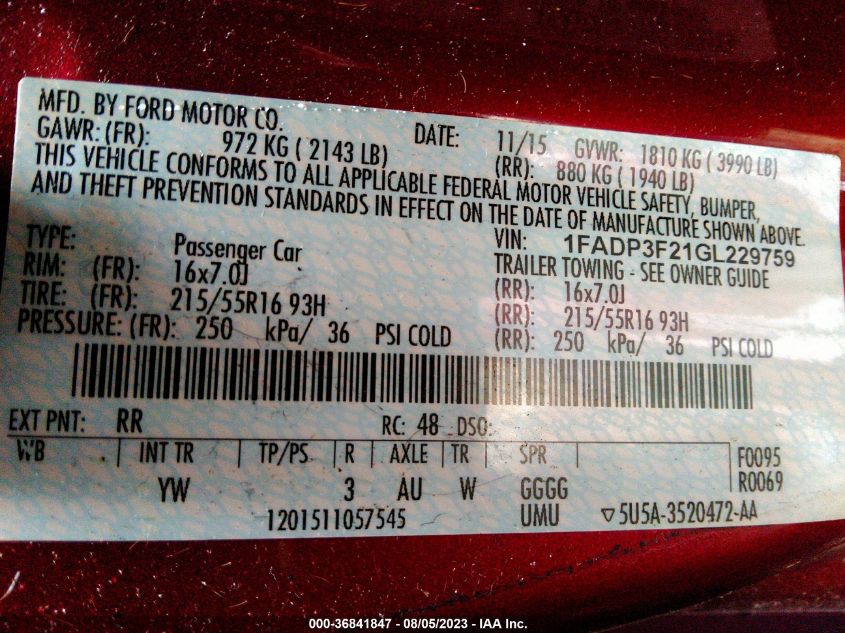 MFD. BY FORD MOTOR CO. DATE: 11/15 GVWR: 1810 KG ( 3990 LB)
GAWR: (FR): 972 KG ( 2143 LB) (RR): 880 KG ( 1940 LB)
THIS VEHICLE CONFORMS TO ALL APPLICABLE FEDERAL MOTOR VEHICLE SAFETY, BUMPER,
AND THEFT PREVENTION STANDARDS IN EFFECT ON THE DATE OF MANUFACTURE SHOWN ABOVE.
VIN: 1FADP3F21GL229759
TYPE: Passenger Car TRAILER TOWING - SEE OWNER GUIDE
RIM: (FR): 16x7.0J (RR): 16x7.0J
TIRE: (FR): 215/55R16 93H (RR): 215/55R16 93H
PRESSURE: (FR): 250 kPa/ 36 PSI COLD (RR): 250 kPa/ 36 PSI COLD
EXT PNT: RR RC: 48 DSO:
WB INT TR TP/PS R AXLE TR SPR F0095
YW 3 AU W GGGG R0069
1201511057545 UMU ▽5U5A-3520472-AA
000-36841847 - 08/05/2023 - IAA Inc.